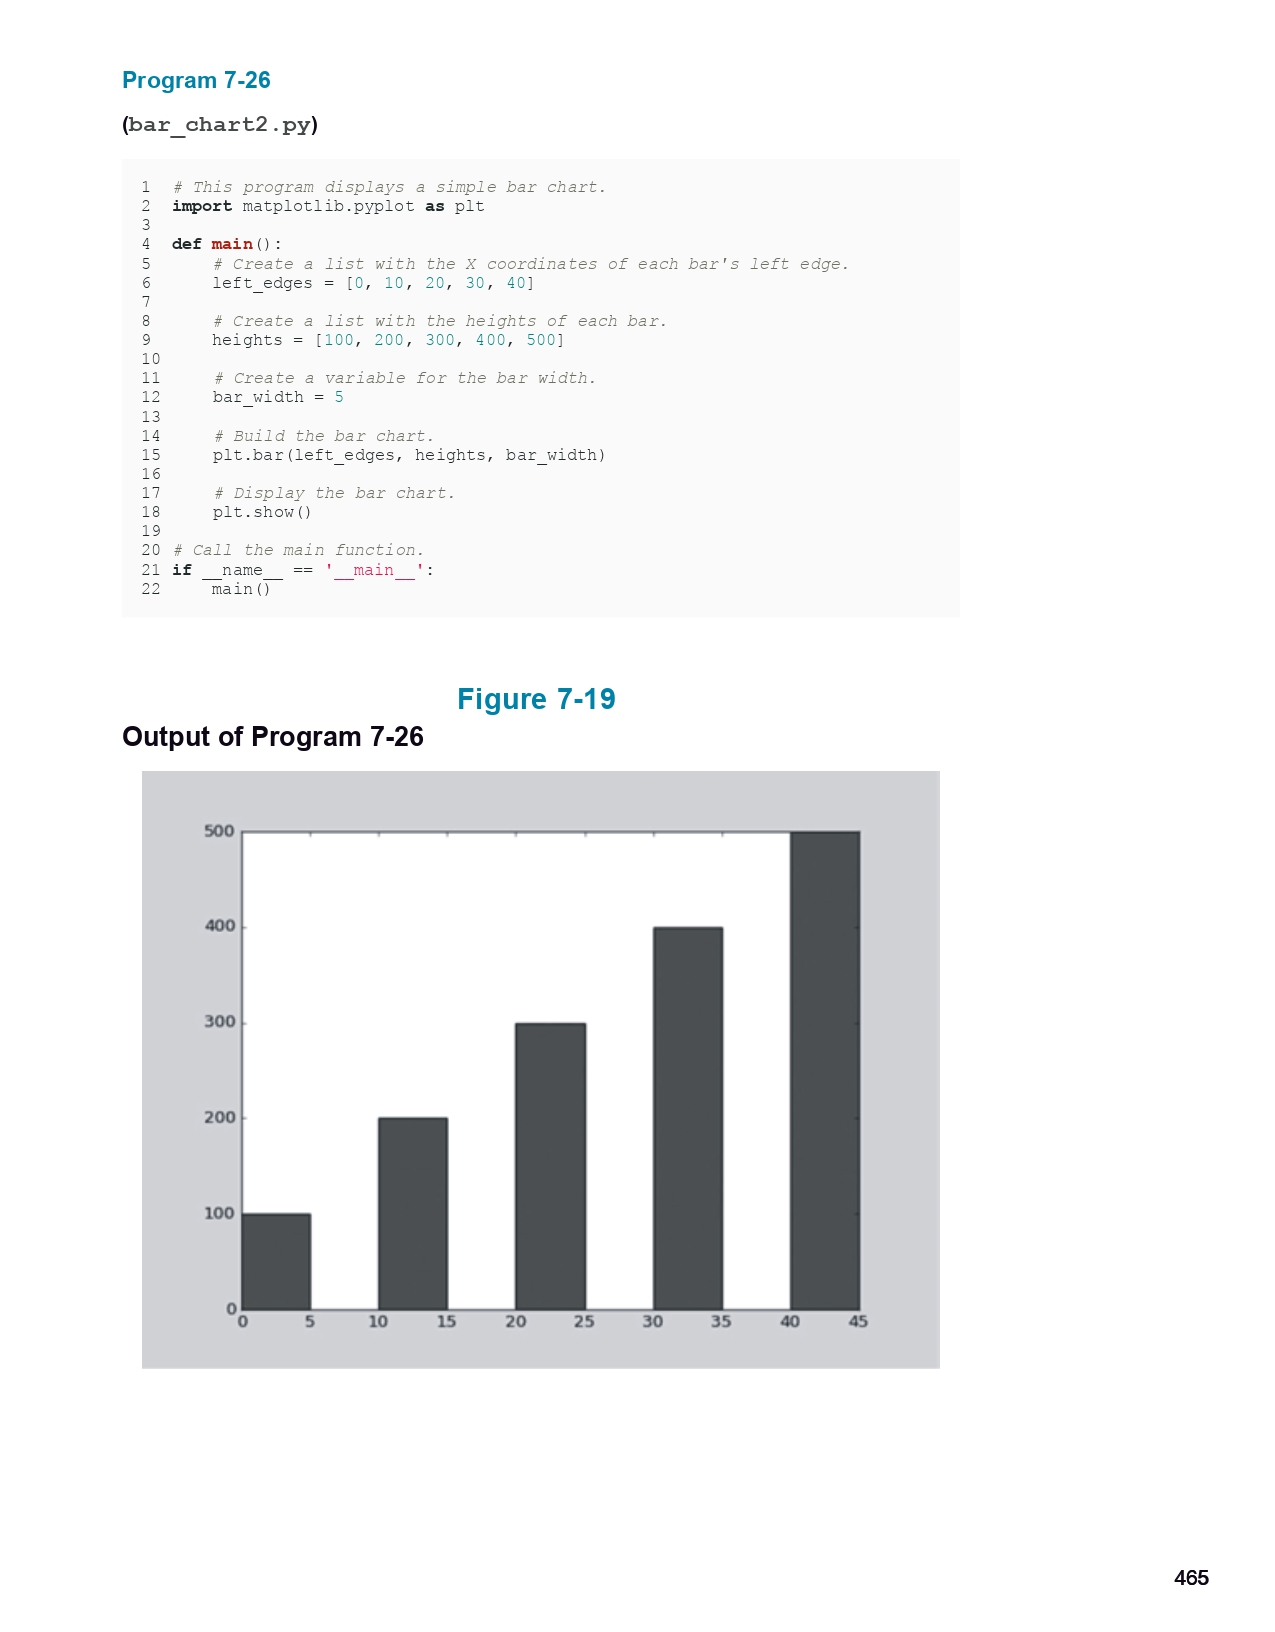 Program 7-26
(bar_chart2.py)
1 # This program displays a simple bar chart.
2 import matplotlib.pyplot as plt
3
4 def main():
5     # Create a list with the X coordinates of each bar's left edge.
6     left_edges = [0, 10, 20, 30, 40]
7
8     # Create a list with the heights of each bar.
9     heights = [100, 200, 300, 400, 500]
10
11     # Create a variable for the bar width.
12     bar_width = 5
13
14     # Build the bar chart.
15     plt.bar(left_edges, heights, bar_width)
16
17     # Display the bar chart.
18     plt.show()
19
20 # Call the main function.
21 if __name__ == '__main__':
22     main()
Figure 7-19
Output of Program 7-26
500
400
300
200
100
0
0 5 10 15 20 25 30 35 40 45
465